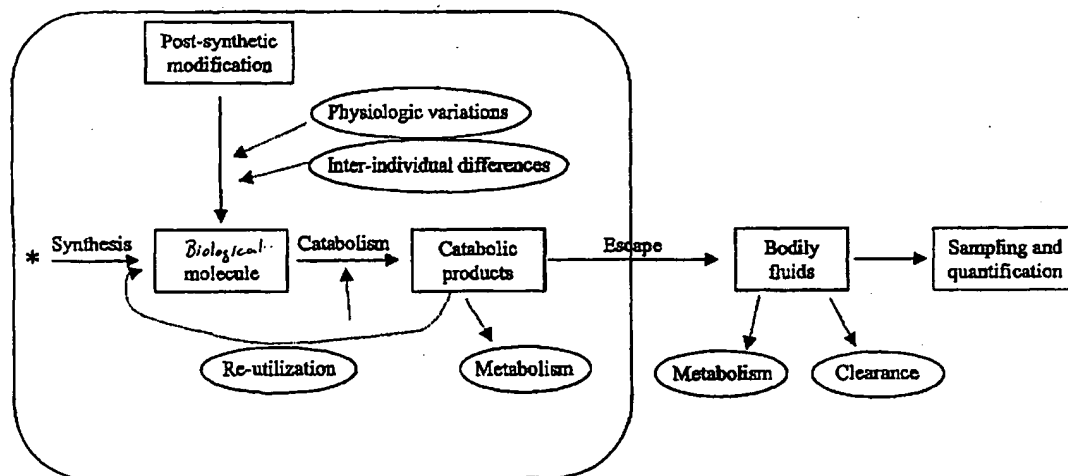 Post-synthetic
modification
Physiologic variations
Inter-individual differences
* Synthesis
Biological
molecule
Catabolism
Catabolic
products
Escape
Bodily
fluids
Sampling and
quantification
Re-utilization
Metabolism
Metabolism
Clearance